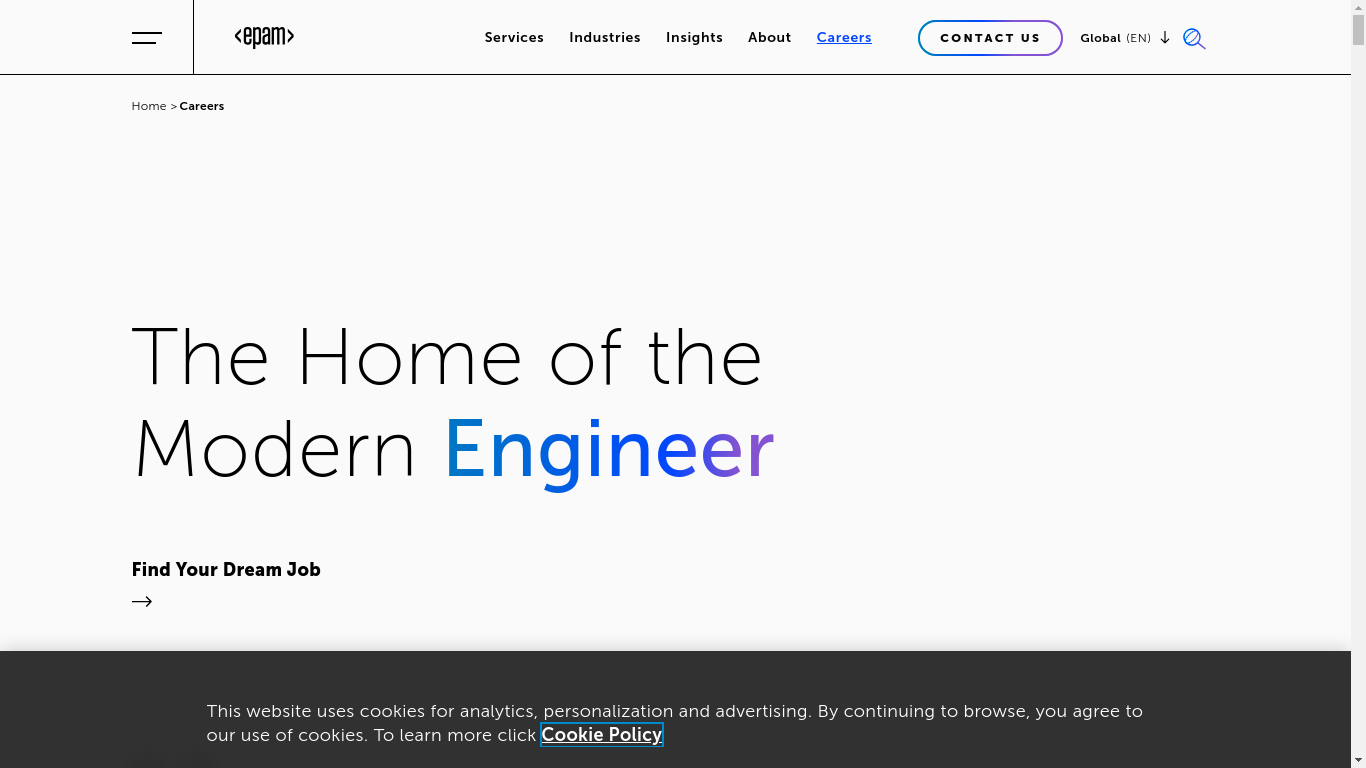 <epam>
Services
Industries
Insights
About
Careers
CONTACT US
Global (EN)
Home > Careers
The Home of the
Modern Engineer
Find Your Dream Job
This website uses cookies for analytics, personalization and advertising. By continuing to browse, you agree to
our use of cookies. To learn more click Cookie Policy